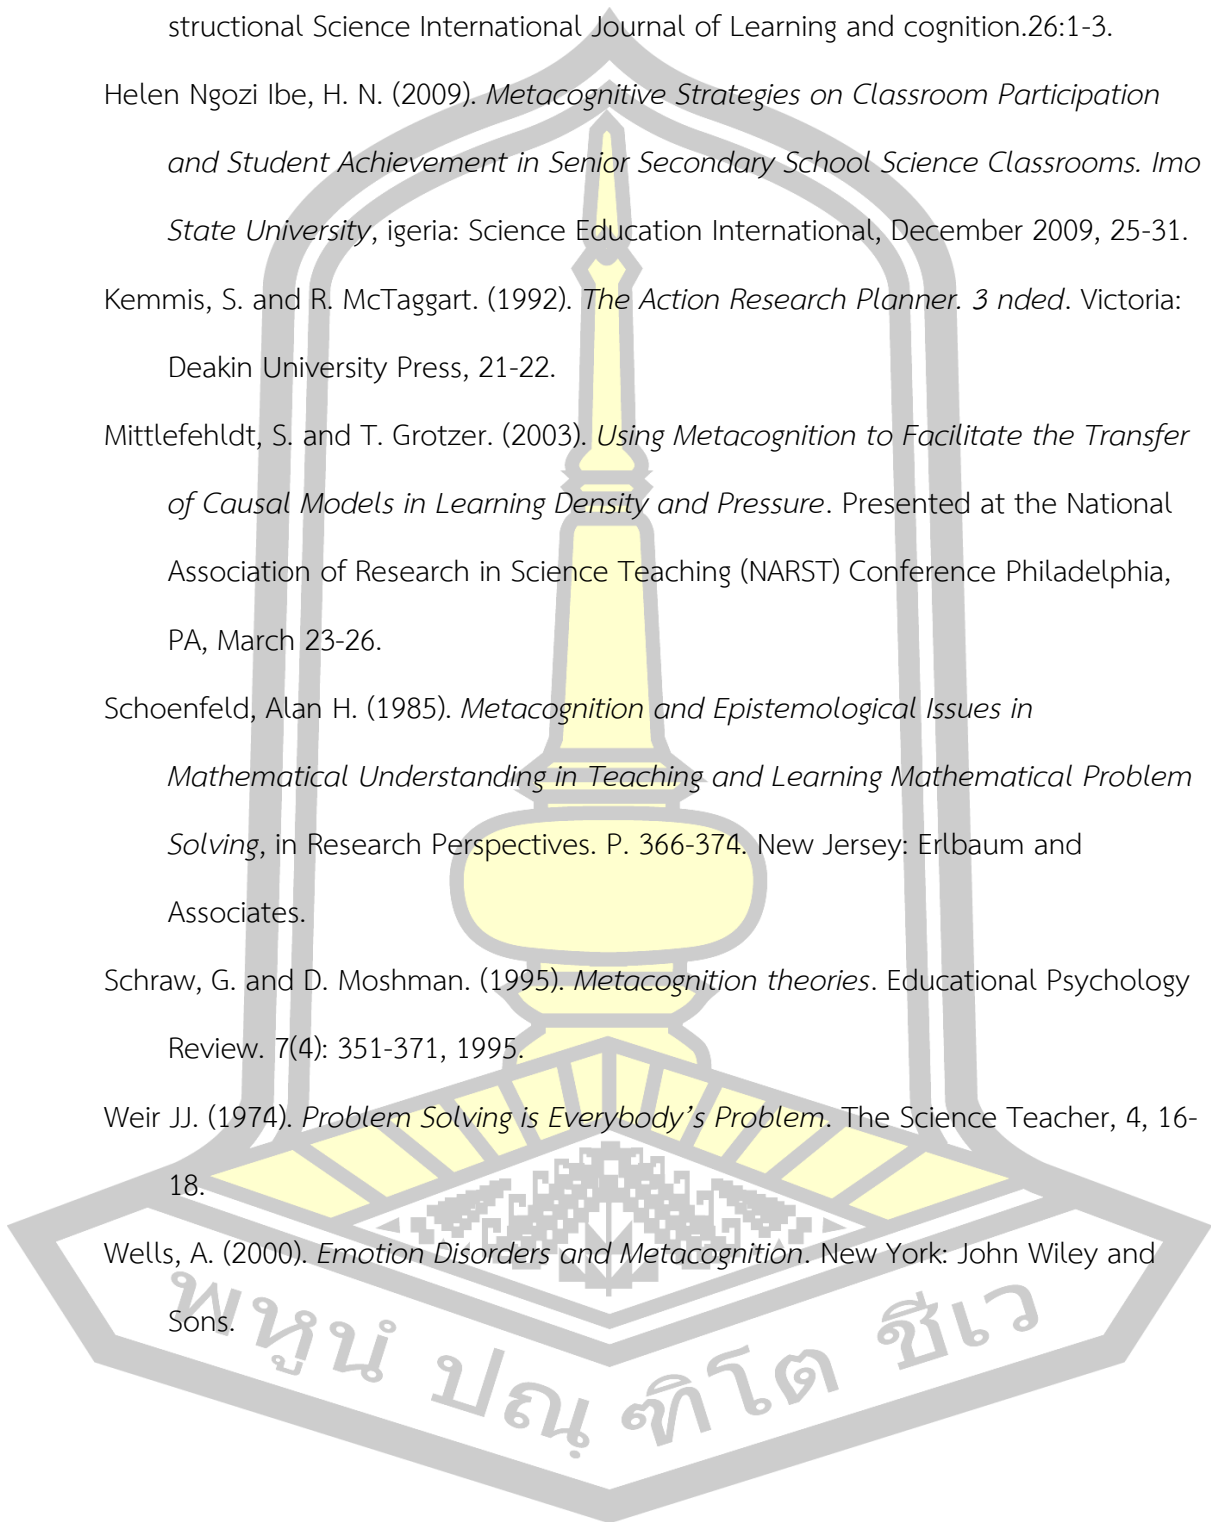 structional Science International Journal of Learning and cognition.26:1-3.
Helen Ngozi Ibe, H. N. (2009). Metacognitive Strategies on Classroom Participation
and Student Achievement in Senior Secondary School Science Classrooms. Imo
State University, igeria: Science Education International, December 2009, 25-31.
Kemmis, S. and R. McTaggart. (1992). The Action Research Planner. 3 nded. Victoria:
Deakin University Press, 21-22.
Mittlefehldt, S. and T. Grotzer. (2003). Using Metacognition to Facilitate the Transfer
of Causal Models in Learning Density and Pressure. Presented at the National
Association of Research in Science Teaching (NARST) Conference Philadelphia,
PA, March 23-26.
Schoenfeld, Alan H. (1985). Metacognition and Epistemological Issues in
Mathematical Understanding in Teaching and Learning Mathematical Problem
Solving, in Research Perspectives. P. 366-374. New Jersey: Erlbaum and
Associates.
Schraw, G. and D. Moshman. (1995). Metacognition theories. Educational Psychology
Review. 7(4): 351-371, 1995.
Weir JJ. (1974). Problem Solving is Everybody’s Problem. The Science Teacher, 4, 16-
18.
Wells, A. (2000). Emotion Disorders and Metacognition. New York: John Wiley and
Sons.
พหูนํ ปณฺฑิโต ชีเว